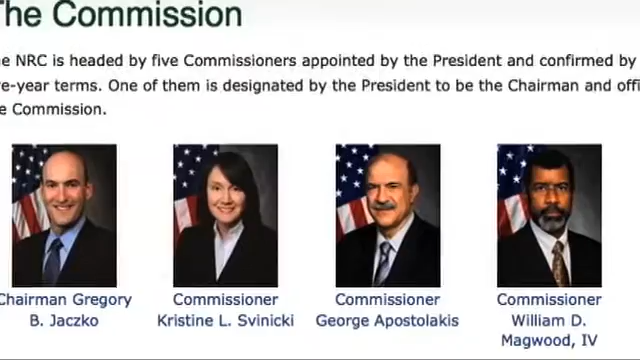 The Commission
NRC is headed by five Commissioners appointed by the President and confirmed by
year terms. One of them is designated by the President to be the Chairman and offi
Commission.
Chairman Gregory
B. Jaczko
Commissioner
Kristine L. Svinicki
Commissioner
George Apostolakis
Commissioner
William D.
Magwood, IV